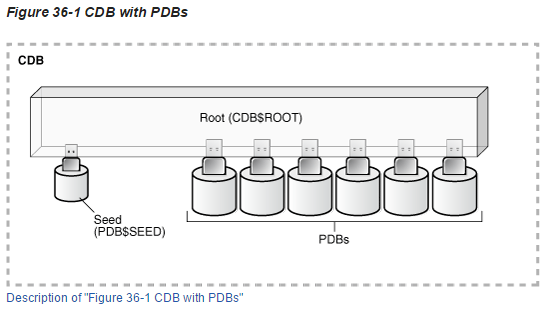 Figure 36-1 CDB with PDBs
CDB
Root (CDB$ROOT)
Seed
(PDB$SEED)
PDBs
Description of "Figure 36-1 CDB with PDBs"